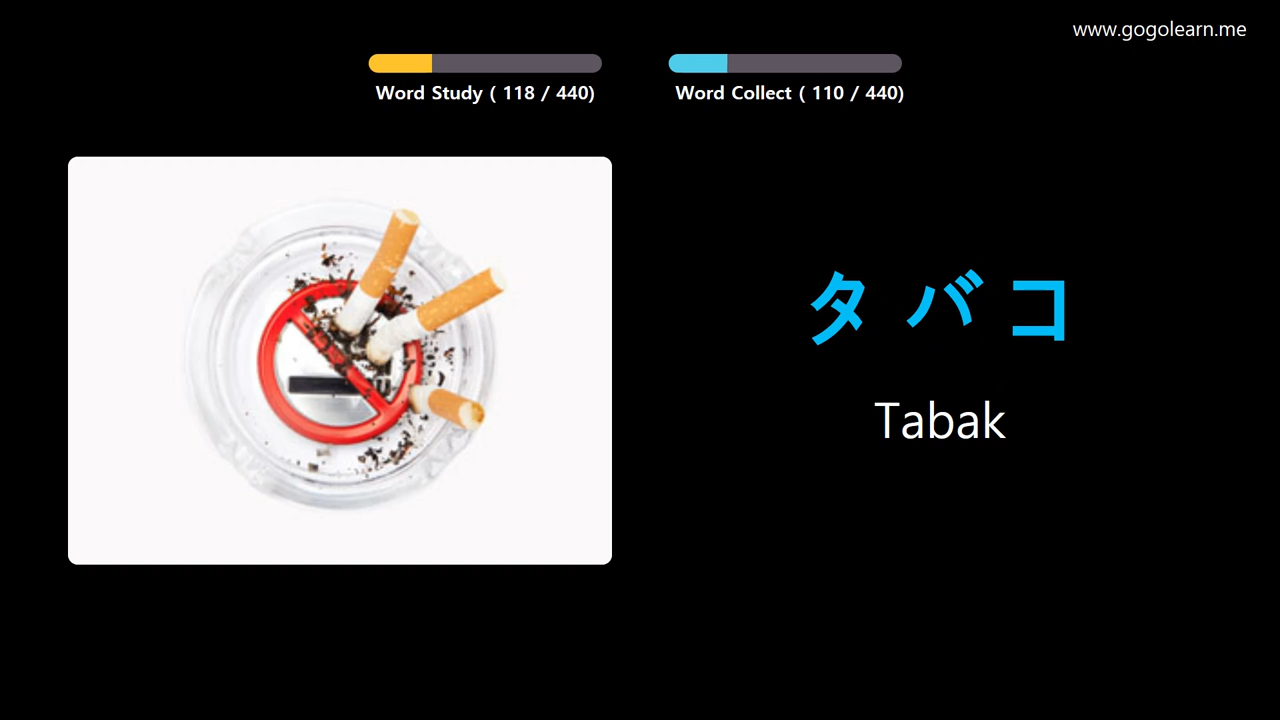 www.gogolearn.me
Word Study ( 118 / 440)
Word Collect ( 110 / 440)
タ バ コ
Tabak